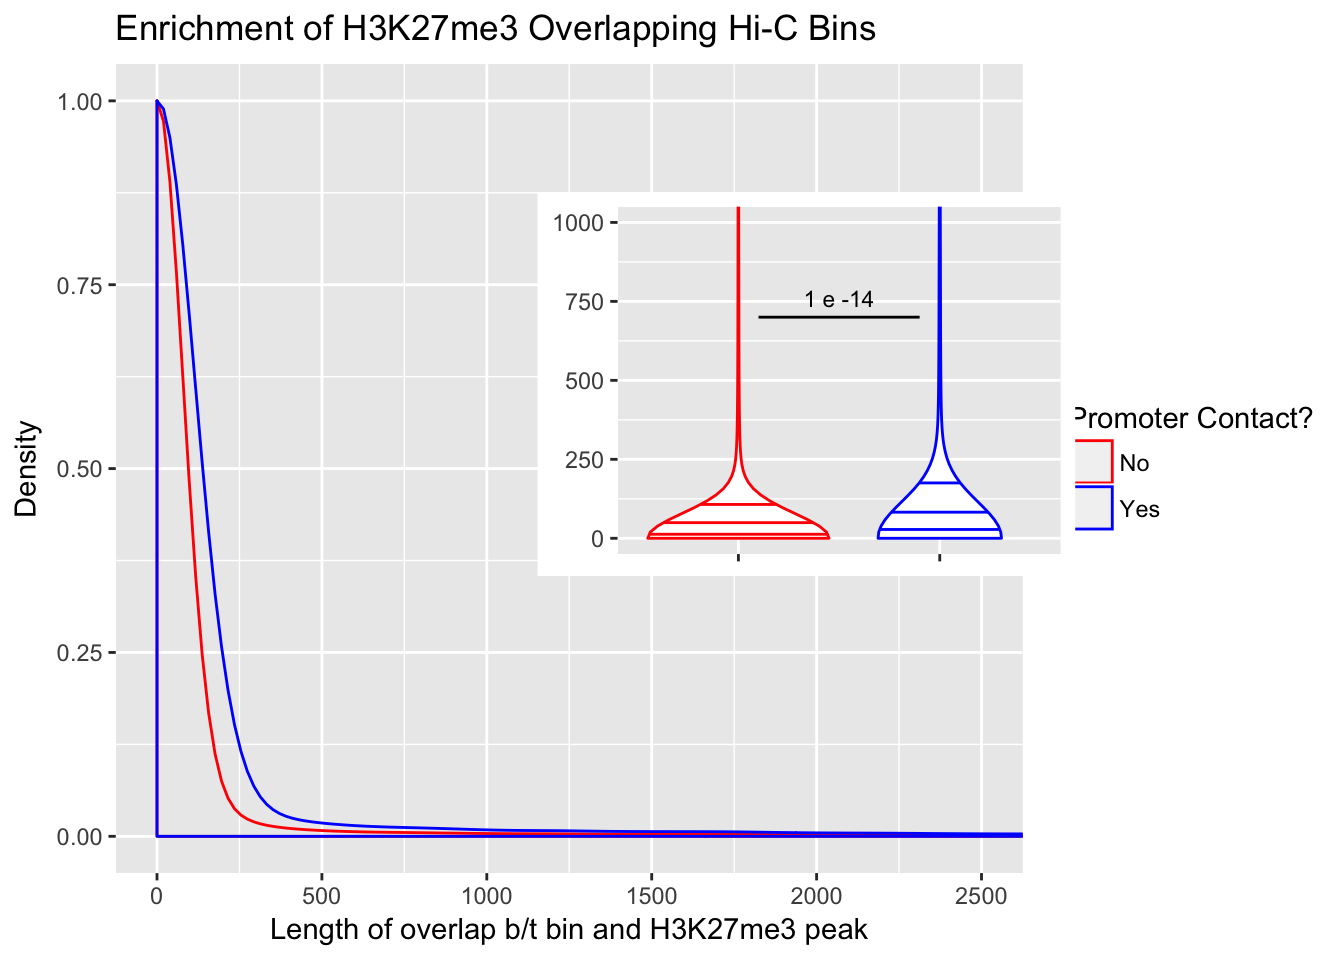 Enrichment of H3K27me3 Overlapping Hi-C Bins
Density
1.00
0.75
0.50
0.25
0.00
0 500 1000 1500 2000 2500
Length of overlap b/t bin and H3K27me3 peak
1000
750
500
250
0
1 e -14
Promoter Contact?
No
Yes